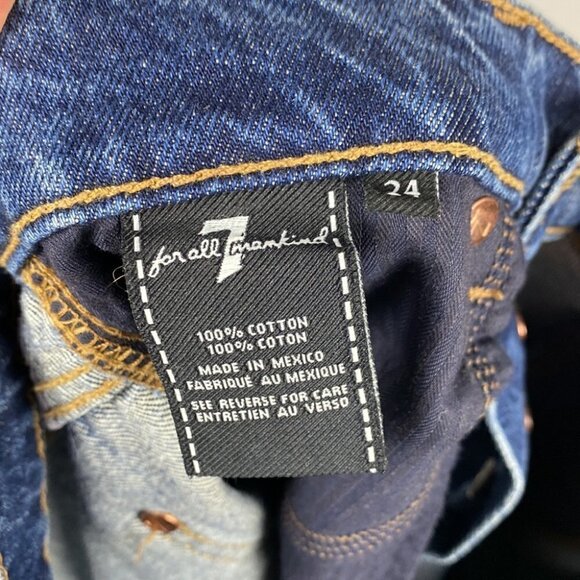 24
for all 7 mankind
100% COTTON
100% COTON
MADE IN MEXICO
FABRIQUÉ AU MEXIQUE
SEE REVERSE FOR CARE
ENTRETIEN AU VERSO